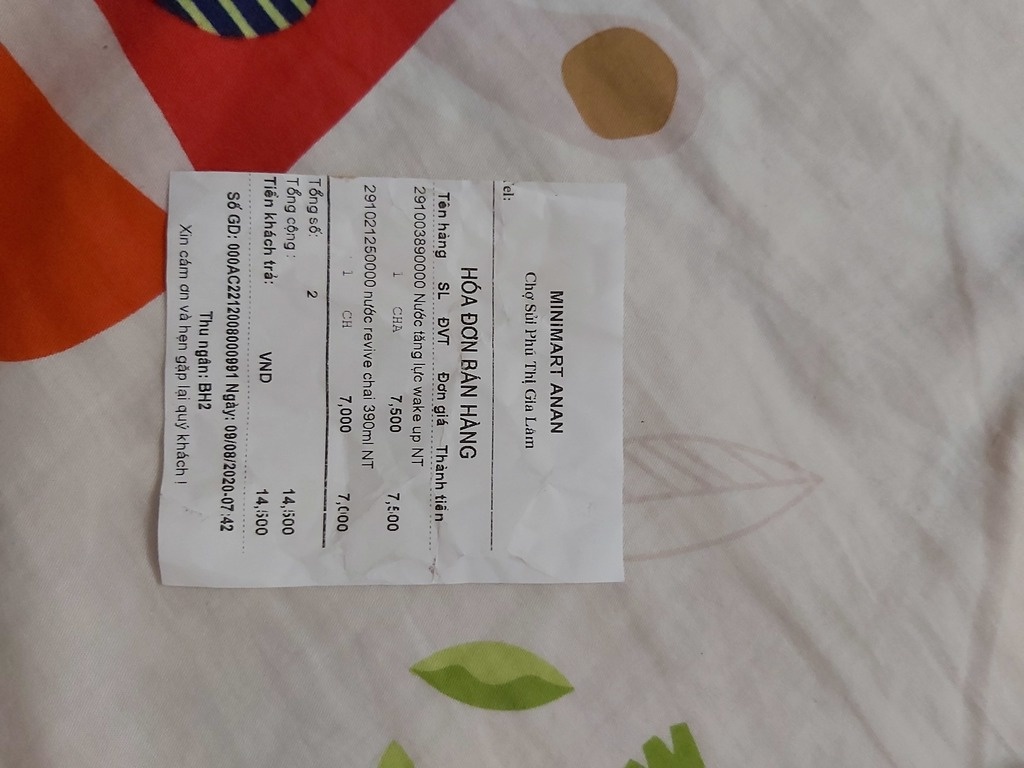 MINIMART ANAN
Chợ Sủi Phú Thị Gia Lâm
Tel:
HÓA ĐƠN BÁN HÀNG
Tên hàng SL ĐVT Đơn giá Thành tiền
2910038900000 Nước tăng lực wake up NT
1 CHA 7,500 7,500
2910212500000 nước revive chai 390ml NT
1 CH 7,000 7,000
Tổng số: 2
Tổng cộng : 14,500
Tiền khách trả: VND 14,500
Số GD: 000AC2212008000991 Ngày: 09/08/2020-07:42
Thu ngân: BH2
Xin cảm ơn và hẹn gặp lại quý khách !